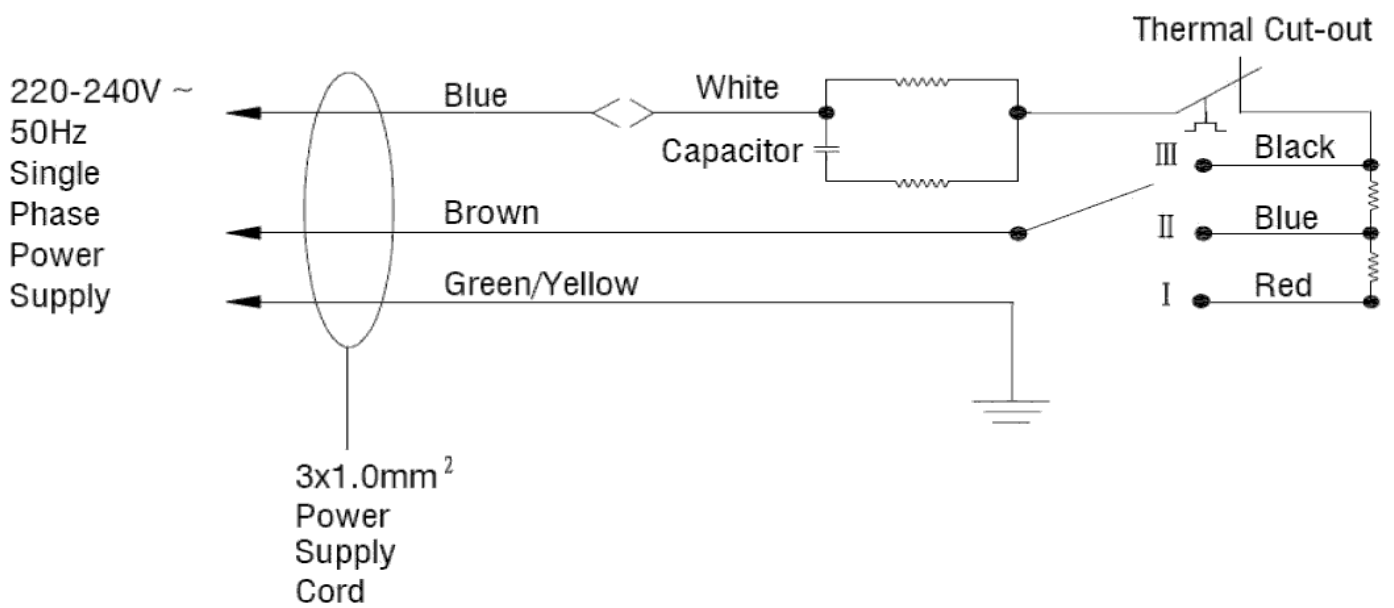 Thermal Cut-out
220-240V ~
50Hz
Single
Phase
Power
Supply
Blue
White
Capacitor
III
Black
Brown
II
Blue
Green/Yellow
I
Red
3x1.0mm²
Power
Supply
Cord